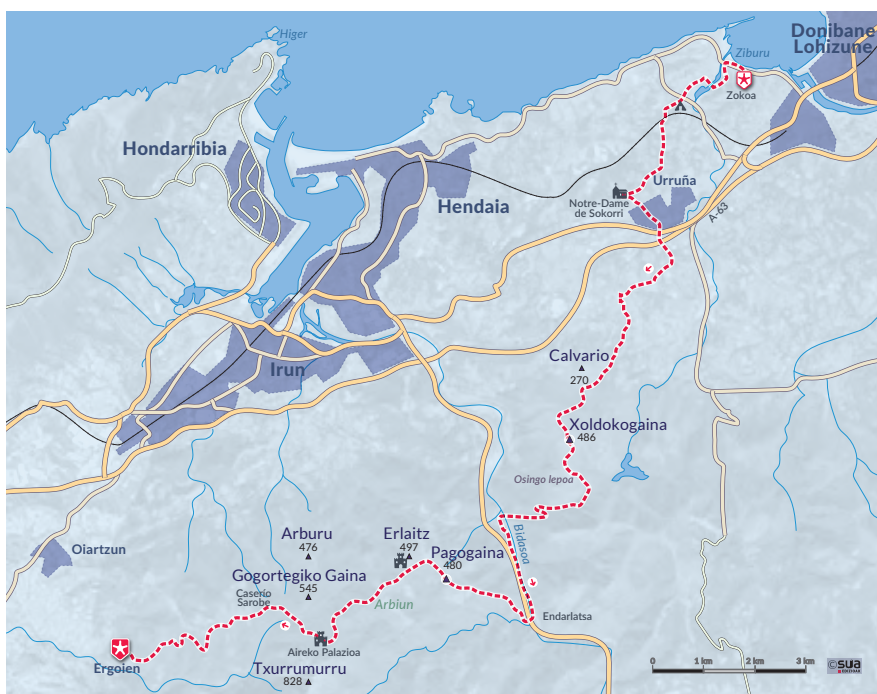 Higer
Donibane
Lohizune
Ziburu
Zokoa
Hondarribia
Urruña
Hendaia
Notre-Dame
de Sokorri
A-63
Calvario
270
Irun
Xoldokogaina
486
Osingo lepoa
Bidasoa
Oiartzun
Arburu
476
Erlaitz
497
Pagogaina
480
Gogortegiko Gaina
545
Caserío
Sarobe
Arbiun
Endarlatsa
Aireko Palazioa
Ergoien
Txurrumurru
828
0 1 km 2 km 3 km
©sua